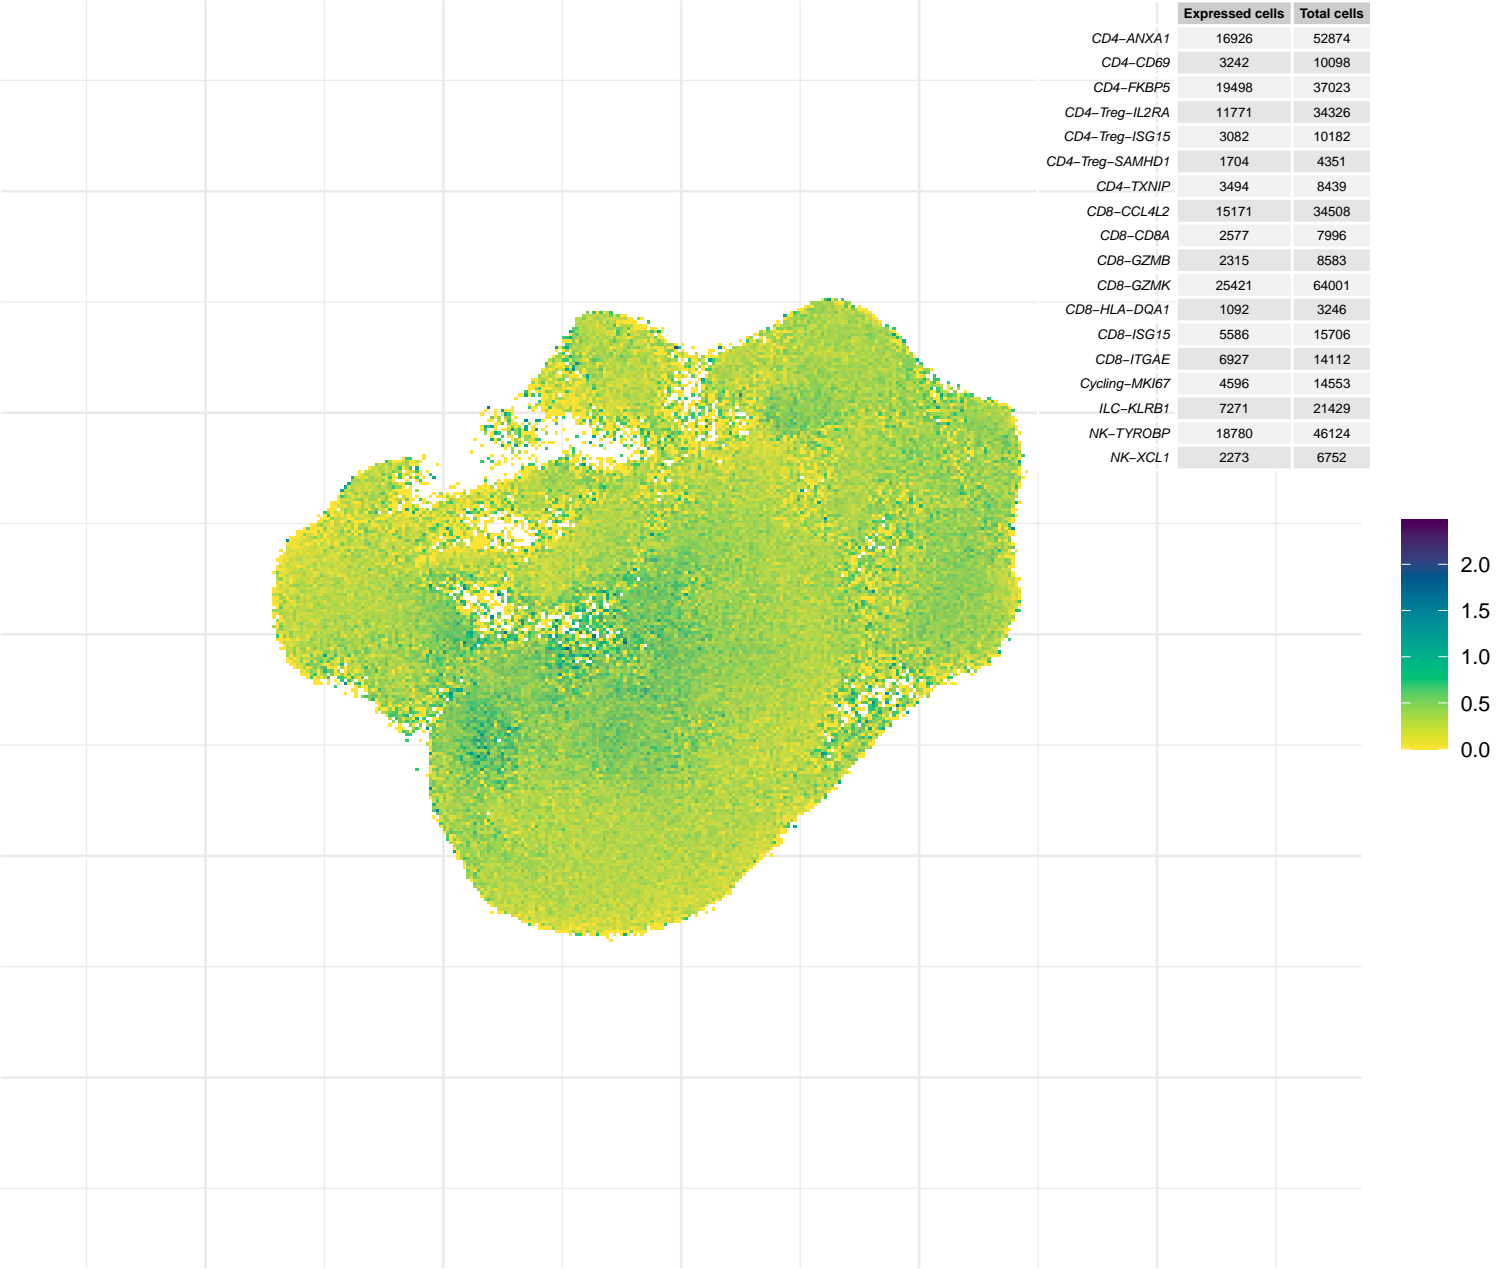 Expressed cells Total cells
CD4−ANXA1 16926 52874
CD4−CD69 3242 10098
CD4−FKBP5 19498 37023
CD4−Treg−IL2RA 11771 34326
CD4−Treg−ISG15 3082 10182
CD4−Treg−SAMHD1 1704 4351
CD4−TXNIP 3494 8439
CD8−CCL4L2 15171 34508
CD8−CD8A 2577 7996
CD8−GZMB 2315 8583
CD8−GZMK 25421 64001
CD8−HLA−DQA1 1092 3246
CD8−ISG15 5586 15706
CD8−ITGAE 6927 14112
Cycling−MKI67 4596 14553
ILC−KLRB1 7271 21429
NK−TYROBP 18780 46124
NK−XCL1 2273 6752
2.0
1.5
1.0
0.5
0.0